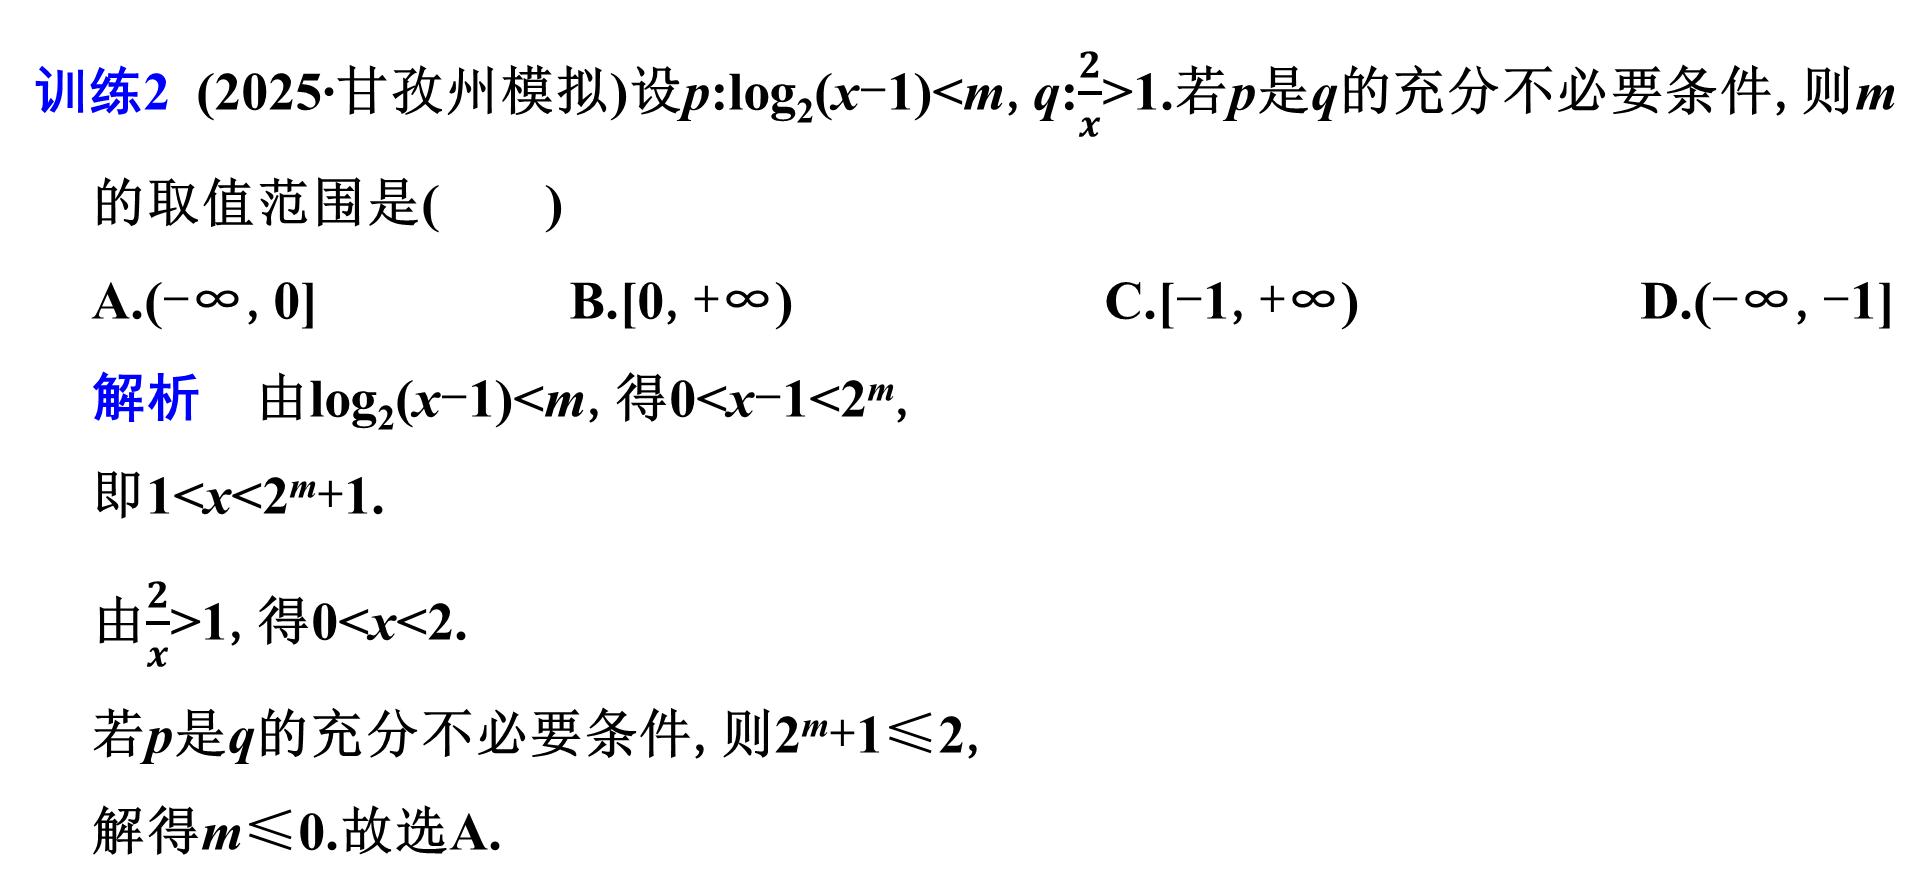 训练2 (2025·甘孜州模拟)设p:log₂(x−1)<m, q:2/x>1.若p是q的充分不必要条件, 则m
的取值范围是(  )
A.(−∞, 0] B.[0, +∞) C.[−1, +∞) D.(−∞, −1]
解析 由log₂(x−1)<m, 得0<x−1<2ᵐ,
即1<x<2ᵐ+1.
由2/x>1, 得0<x<2.
若p是q的充分不必要条件, 则2ᵐ+1≤2,
解得m≤0.故选A.